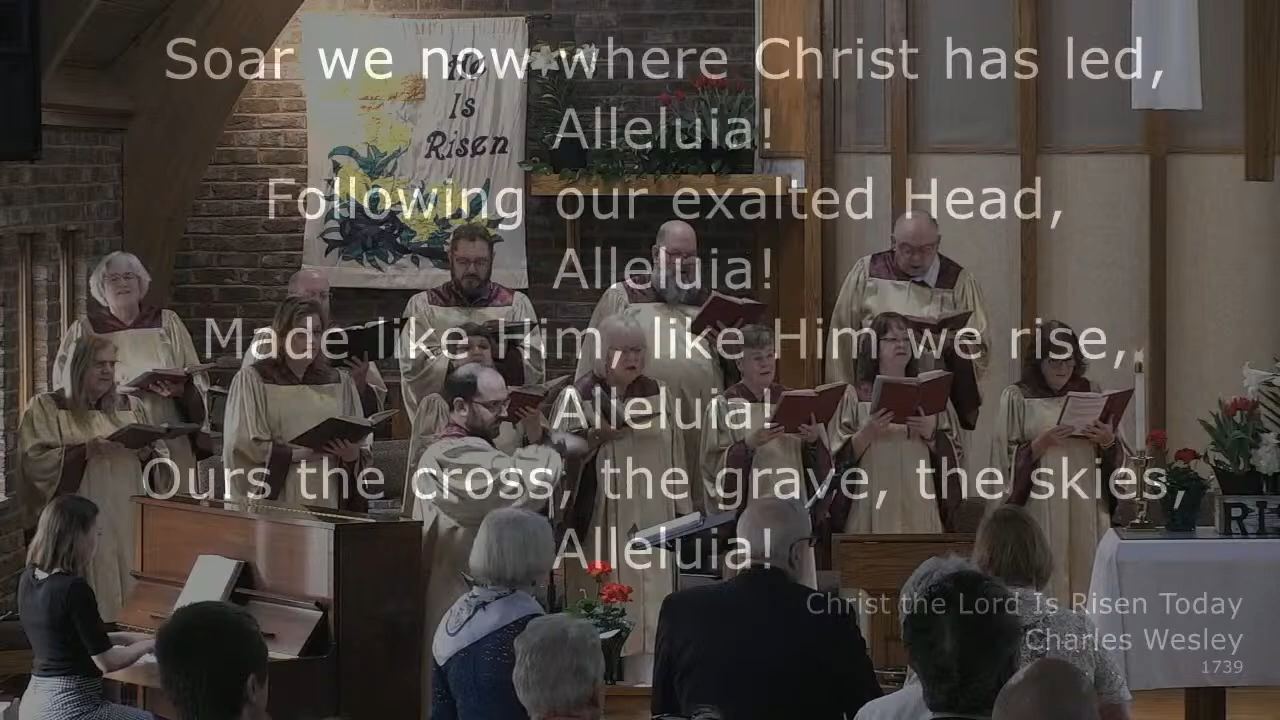 Soar we now where Christ has led,
Alleluia!
Following our exalted Head,
Alleluia!
Made like Him, like Him we rise,
Alleluia!
Ours the cross, the grave, the skies,
Alleluia!
Christ the Lord Is Risen Today
Charles Wesley
1739
He
Is
Risen